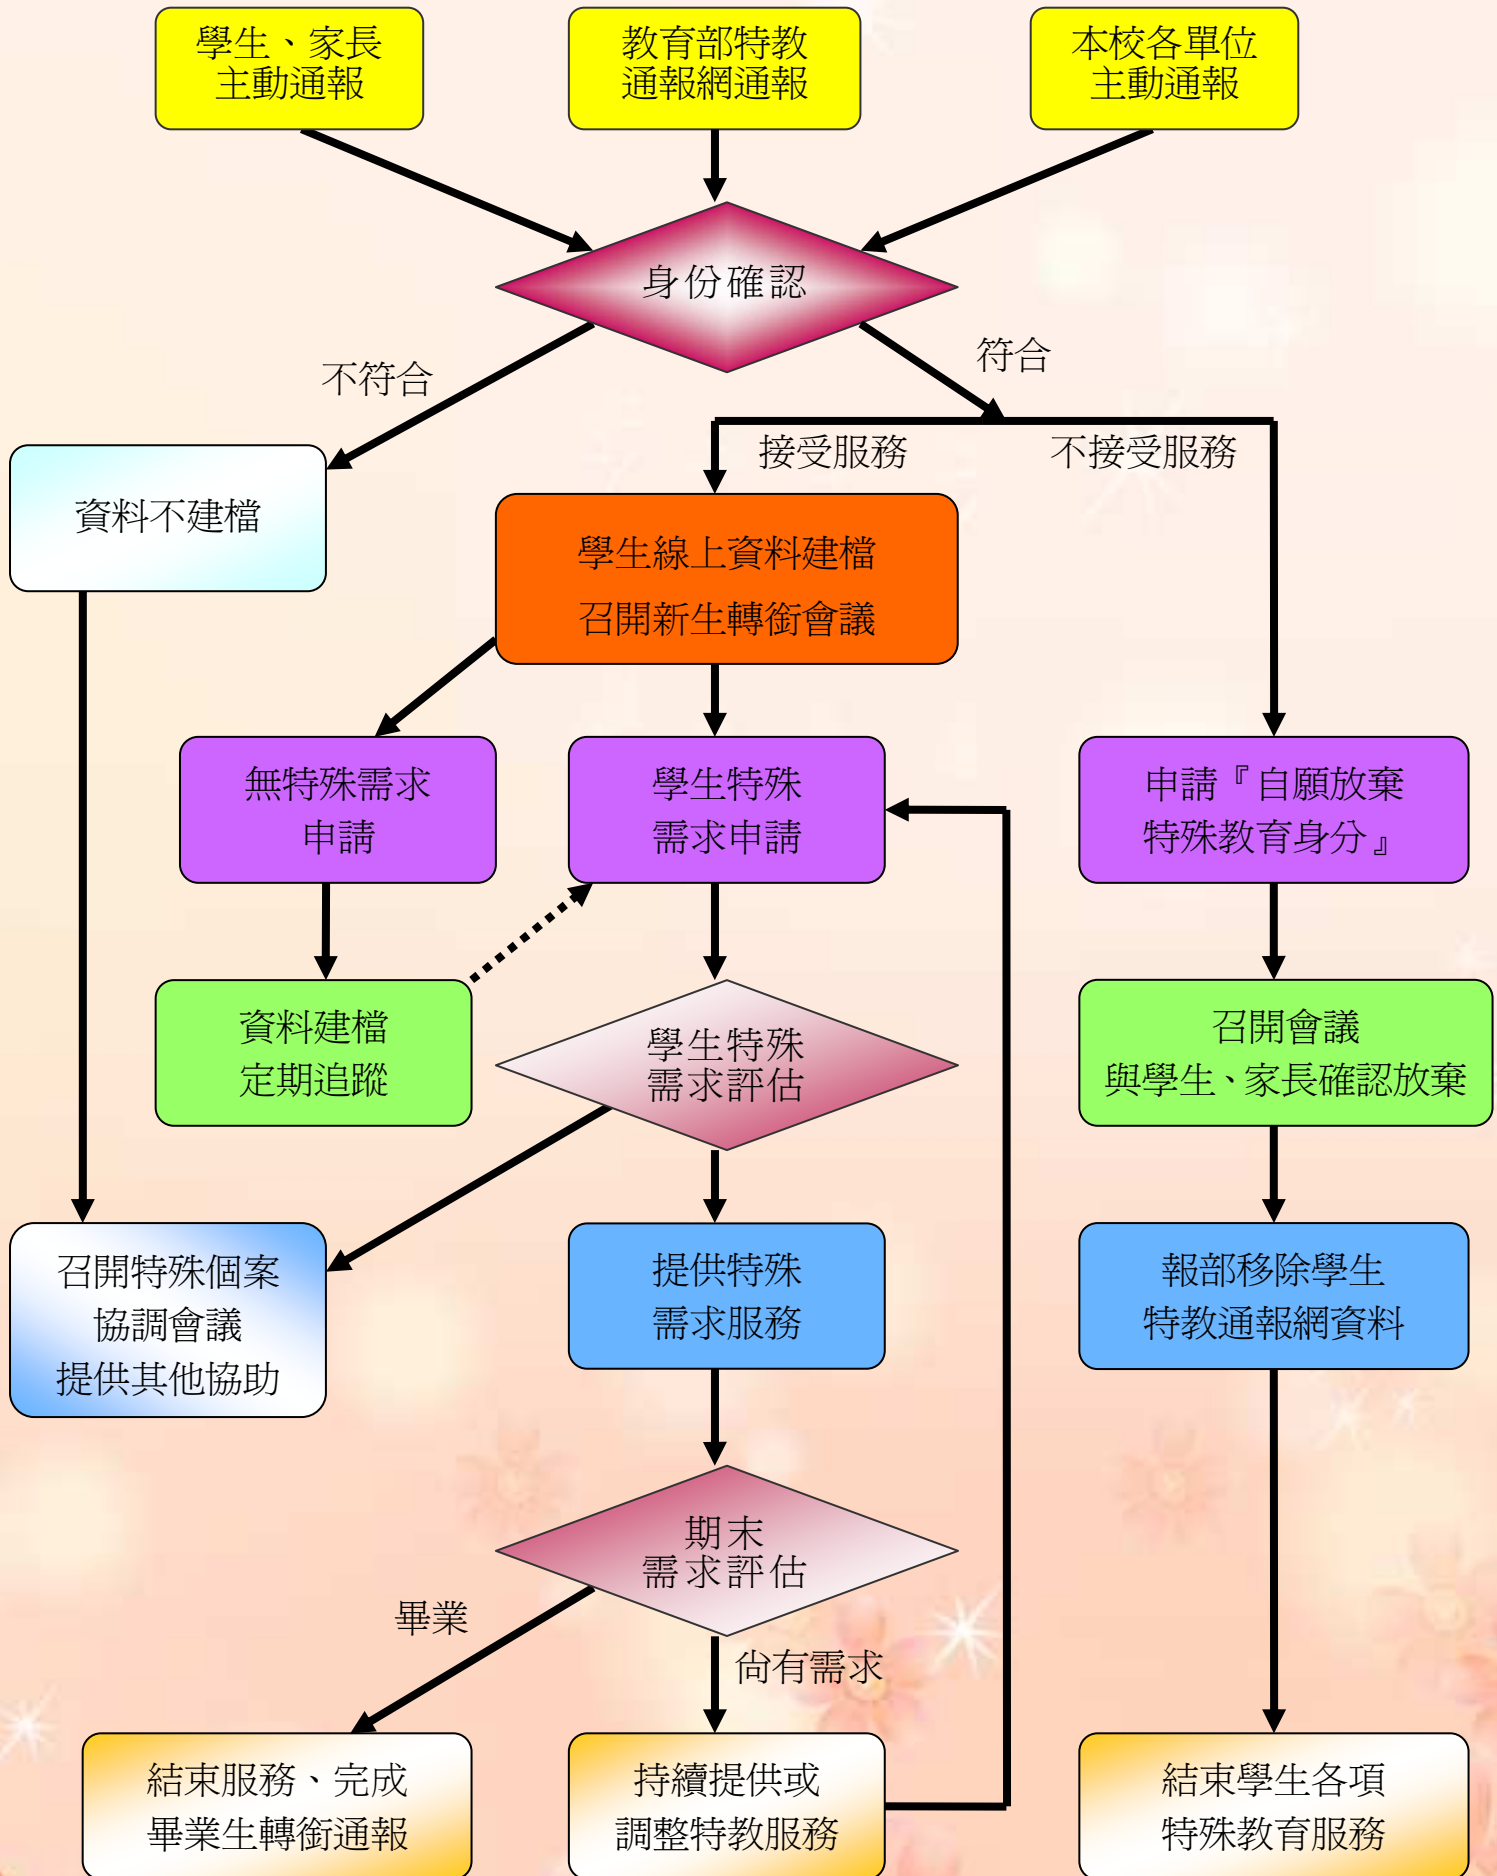 學生、家長
主動通報
教育部特教
通報網通報
本校各單位
主動通報
身份確認
不符合
符合
接受服務
不接受服務
資料不建檔
學生線上資料建檔
召開新生轉銜會議
無特殊需求
申請
學生特殊
需求申請
申請『自願放棄
特殊教育身分』
資料建檔
定期追蹤
學生特殊
需求評估
召開會議
與學生、家長確認放棄
召開特殊個案
協調會議
提供其他協助
提供特殊
需求服務
報部移除學生
特教通報網資料
期末
需求評估
畢業
尚有需求
結束服務、完成
畢業生轉銜通報
持續提供或
調整特教服務
結束學生各項
特殊教育服務